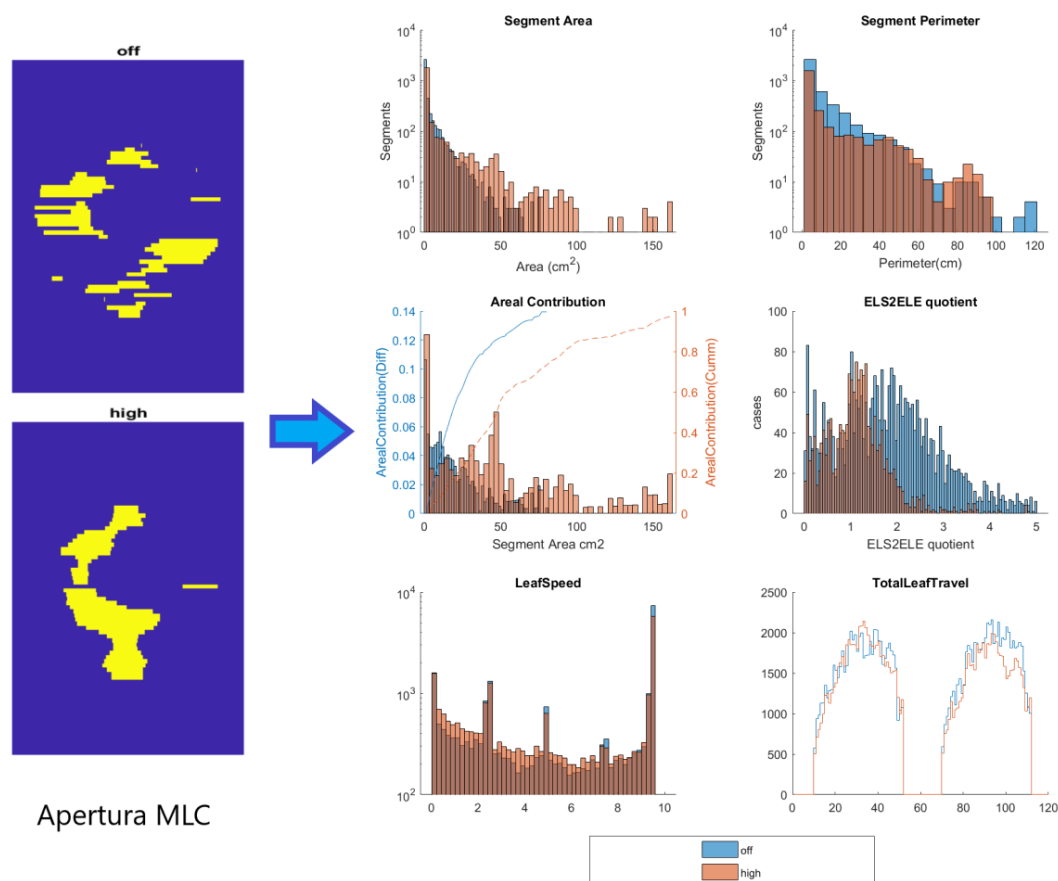 off
high
Apertura MLC
Segment Area
Segments
10^4
10^3
10^2
10^1
10^0
0 50 100 150
Area (cm^2)
Segment Perimeter
Segments
10^4
10^3
10^2
10^1
10^0
0 20 40 60 80 100 120
Perimeter(cm)
Areal Contribution
ArealContribution(Diff)
0.14
0.12
0.1
0.08
0.06
0.04
0.02
0
1
0.8
0.6
0.4
0.2
0
ArealContribution(Cumm)
0 50 100 150
Segment Area cm2
ELS2ELE quotient
cases
100
80
60
40
20
0
0 1 2 3 4 5
ELS2ELE quotient
LeafSpeed
10^4
10^3
10^2
0 2 4 6 8 10
TotalLeafTravel
2500
2000
1500
1000
500
0
0 20 40 60 80 100 120
off
high